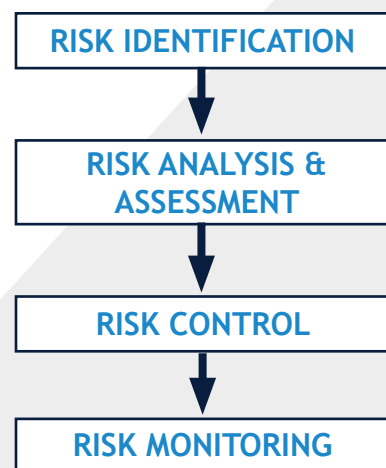 RISK IDENTIFICATION
RISK ANALYSIS &
ASSESSMENT
RISK CONTROL
RISK MONITORING